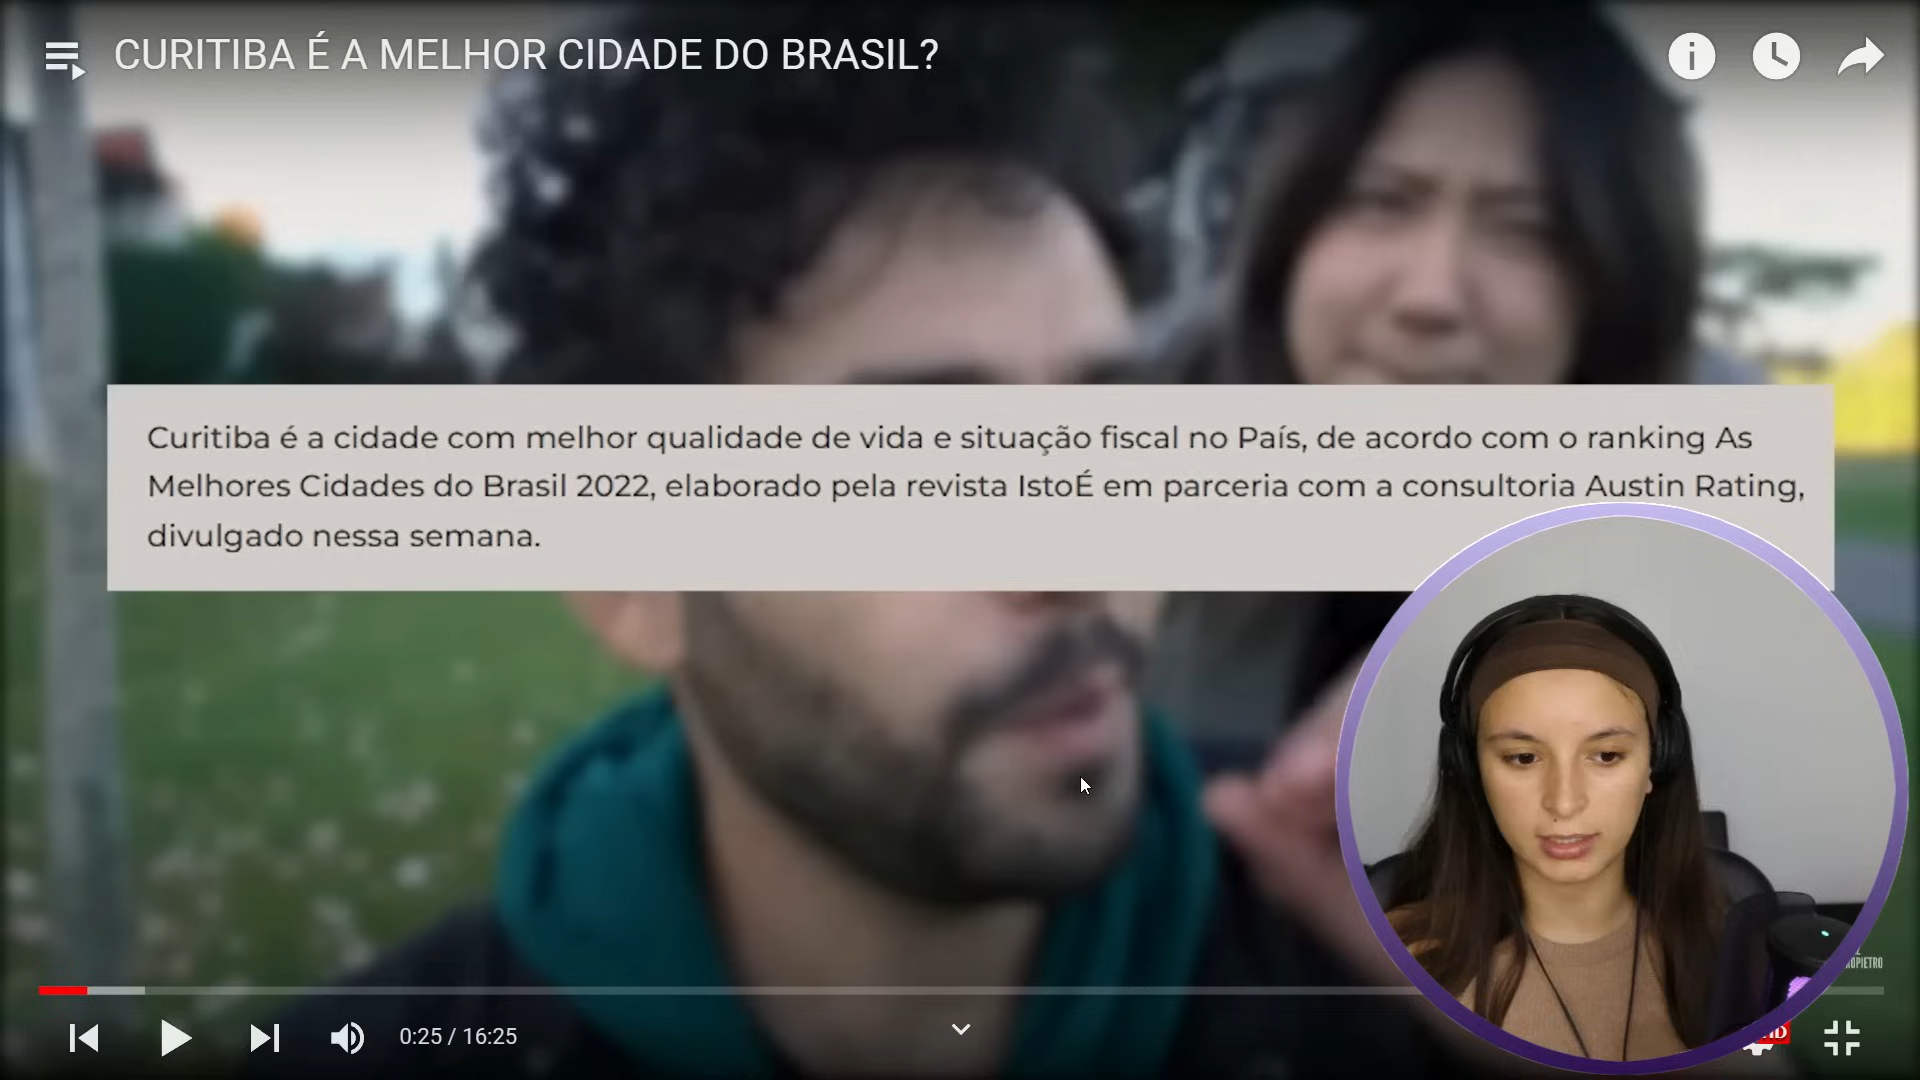 CURITIBA É A MELHOR CIDADE DO BRASIL?
Curitiba é a cidade com melhor qualidade de vida e situação fiscal no País, de acordo com o ranking As
Melhores Cidades do Brasil 2022, elaborado pela revista IstoÉ em parceria com a consultoria Austin Rating,
divulgado nessa semana.
0:25 / 16:25